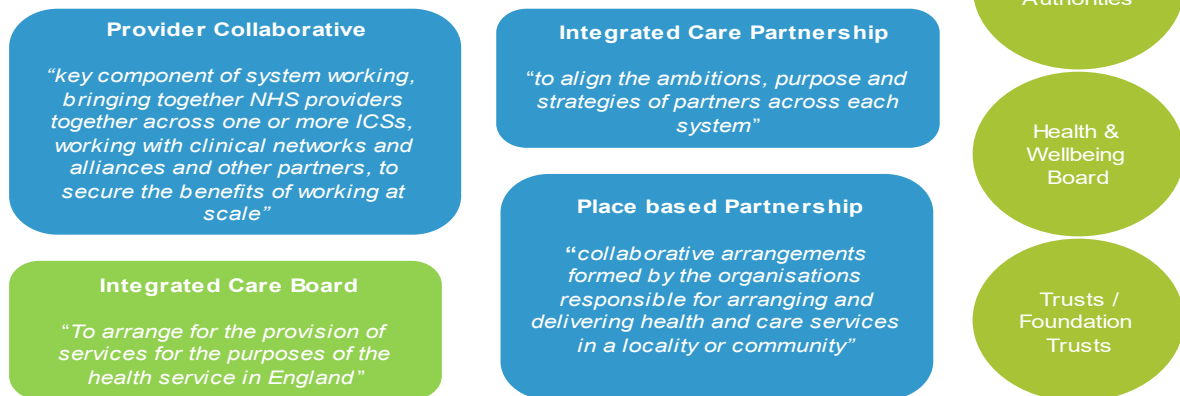 Provider Collaborative
“key component of system working,
bringing together NHS providers
together across one or more ICSs,
working with clinical networks and
alliances and other partners, to
secure the benefits of working at
scale”
Integrated Care Board
“To arrange for the provision of
services for the purposes of the
health service in England”
Integrated Care Partnership
“to align the ambitions, purpose and
strategies of partners across each
system”
Place based Partnership
“collaborative arrangements
formed by the organisations
responsible for arranging and
delivering health and care services
in a locality or community”
Authorities
Health &
Wellbeing
Board
Trusts /
Foundation
Trusts